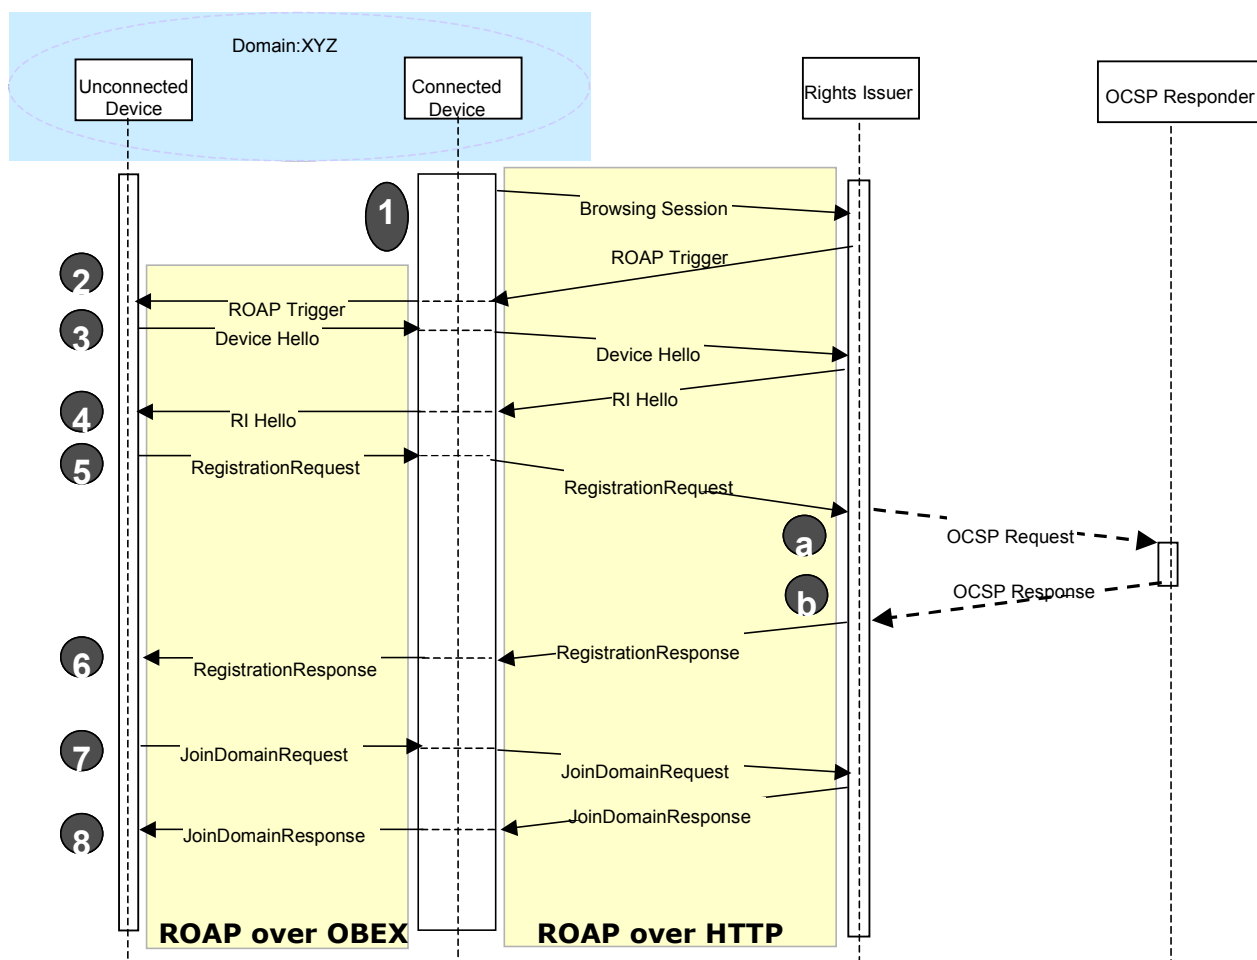 Domain:XYZ
Unconnected
Device
Connected
Device
Rights Issuer
OCSP Responder
1
Browsing Session
ROAP Trigger
2
ROAP Trigger
3
Device Hello
Device Hello
RI Hello
4
RI Hello
5
RegistrationRequest
RegistrationRequest
a
OCSP Request
b
OCSP Response
RegistrationResponse
6
RegistrationResponse
7
JoinDomainRequest
JoinDomainRequest
JoinDomainResponse
8
JoinDomainResponse
ROAP over OBEX
ROAP over HTTP